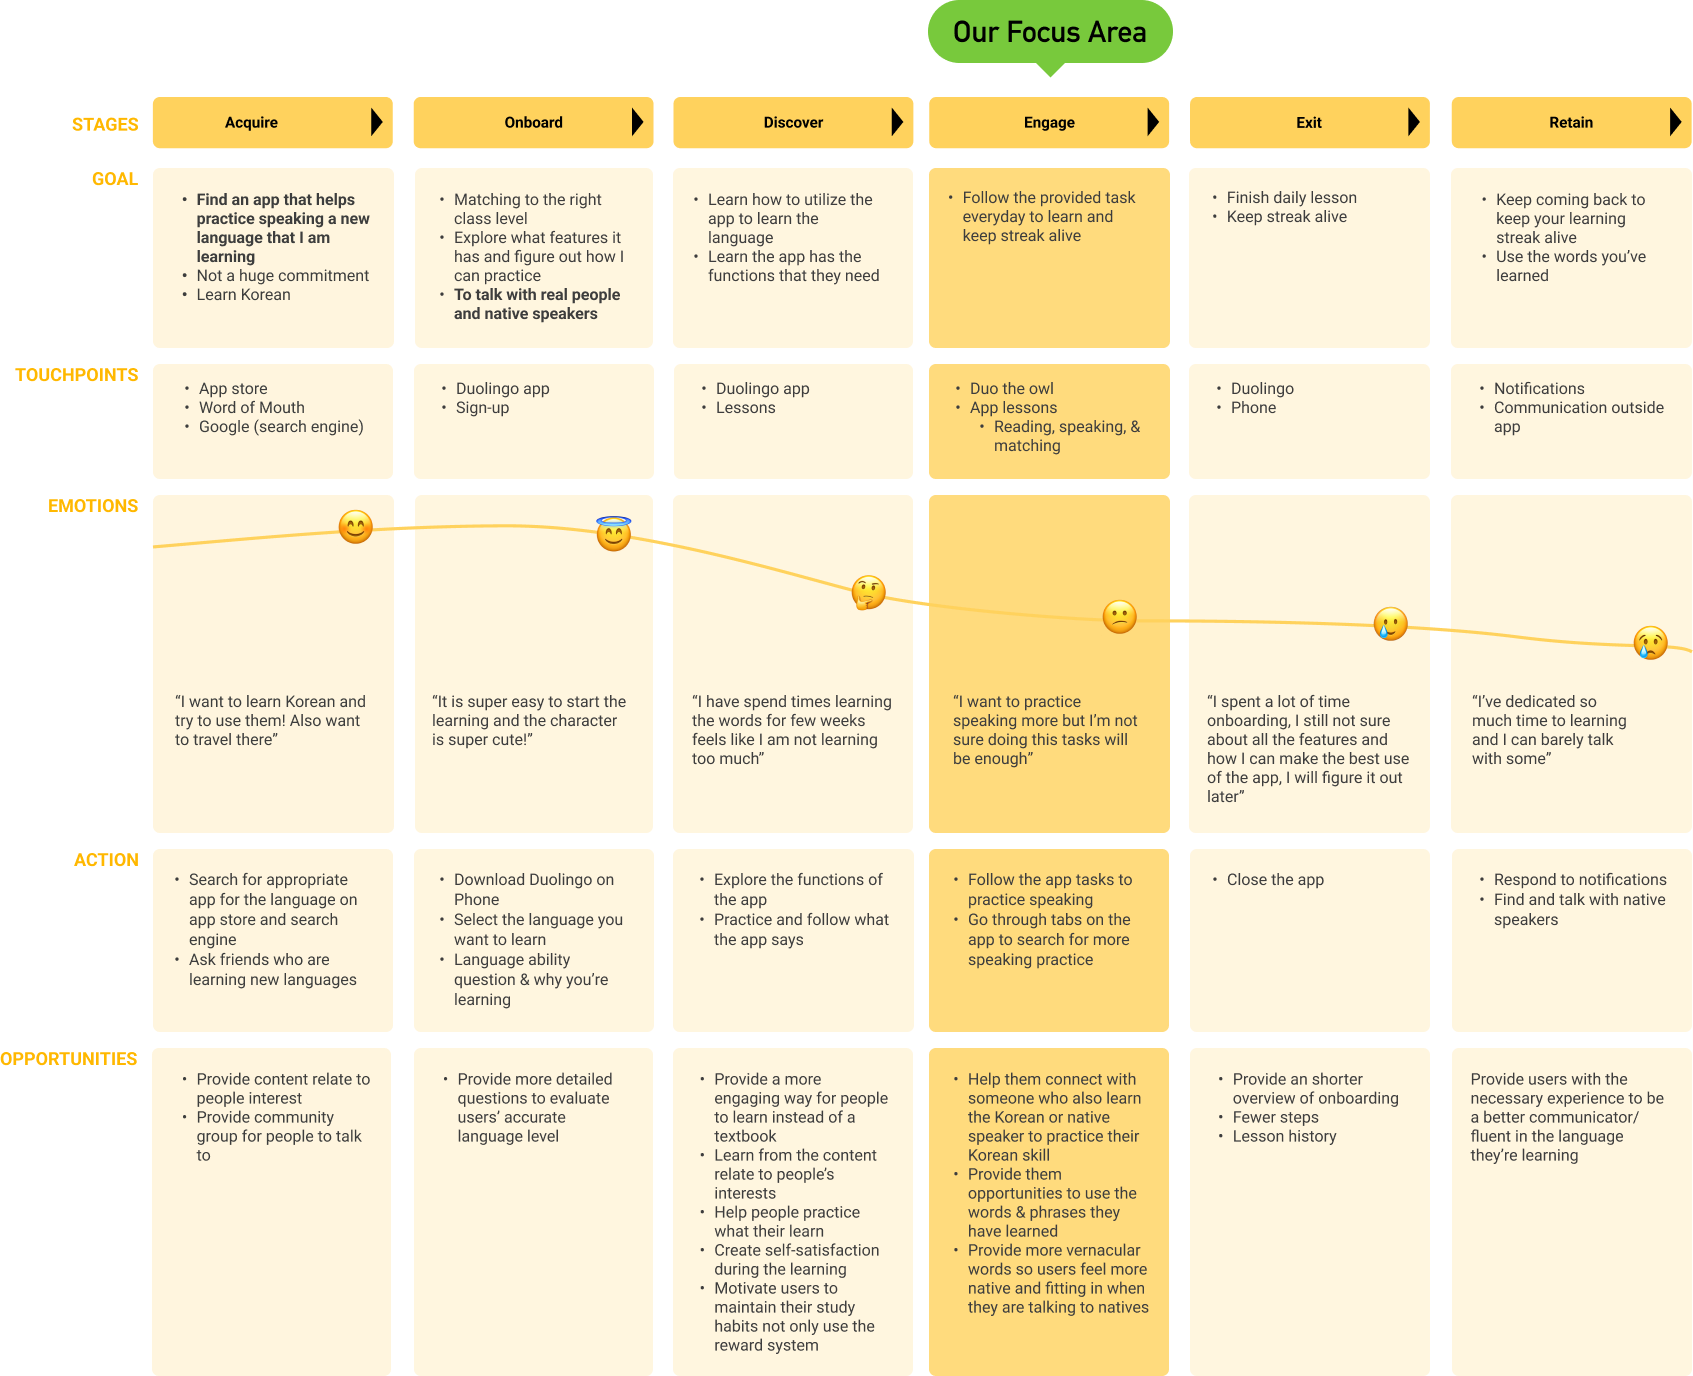 Our Focus Area
STAGES
Acquire
Onboard
Discover
Engage
Exit
Retain
GOAL
• Find an app that helps
practice speaking a new
language that I am
learning
• Not a huge commitment
• Learn Korean
• Matching to the right
class level
• Explore what features it
has and figure out how I
can practice
• To talk with real people
and native speakers
• Learn how to utilize the
app to learn the
language
• Learn the app has the
functions that they need
• Follow the provided task
everyday to learn and
keep streak alive
• Finish daily lesson
• Keep streak alive
• Keep coming back to
keep your learning
streak alive
• Use the words you’ve
learned
TOUCHPOINTS
• App store
• Word of Mouth
• Google (search engine)
• Duolingo app
• Sign-up
• Duolingo app
• Lessons
• Duo the owl
• App lessons
• Reading, speaking, &
matching
• Duolingo
• Phone
• Notifications
• Communication outside
app
EMOTIONS
“I want to learn Korean and
try to use them! Also want
to travel there”
“It is super easy to start the
learning and the character
is super cute!”
“I have spend times learning
the words for few weeks
feels like I am not learning
too much”
“I want to practice
speaking more but I’m not
sure doing this tasks will
be enough”
“I spent a lot of time
onboarding, I still not sure
about all the features and
how I can make the best use
of the app, I will figure it out
later”
“I’ve dedicated so
much time to learning
and I can barely talk
with some”
ACTION
• Search for appropriate
app for the language on
app store and search
engine
• Ask friends who are
learning new languages
• Download Duolingo on
Phone
• Select the language you
want to learn
• Language ability
question & why you’re
learning
• Explore the functions of
the app
• Practice and follow what
the app says
• Follow the app tasks to
practice speaking
• Go through tabs on the
app to search for more
speaking practice
• Close the app
• Respond to notifications
• Find and talk with native
speakers
OPPORTUNITIES
• Provide content relate to
people interest
• Provide community
group for people to talk
to
• Provide more detailed
questions to evaluate
users’ accurate
language level
• Provide a more
engaging way for people
to learn instead of a
textbook
• Learn from the content
relate to people’s
interests
• Help people practice
what their learn
• Create self-satisfaction
during the learning
• Motivate users to
maintain their study
habits not only use the
reward system
• Help them connect with
someone who also learn
the Korean or native
speaker to practice their
Korean skill
• Provide them
opportunities to use the
words & phrases they
have learned
• Provide more vernacular
words so users feel more
native and fitting in when
they are talking to natives
• Provide an shorter
overview of onboarding
• Fewer steps
• Lesson history
Provide users with the
necessary experience to be
a better communicator/
fluent in the language
they’re learning